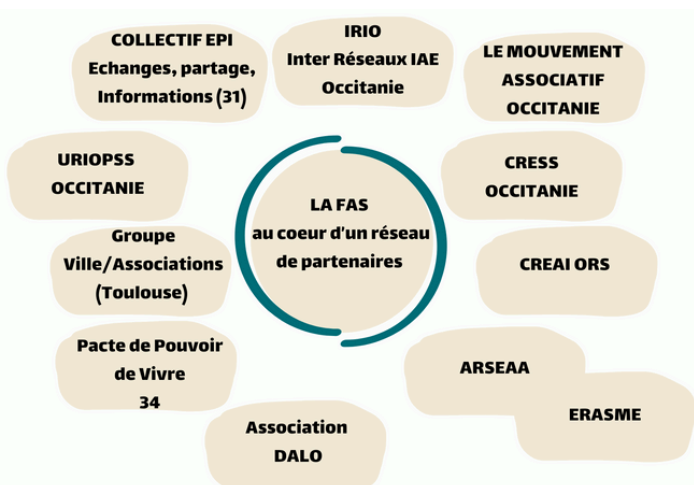 COLLECTIF EPI
Echanges, partage,
Informations (31)
IRIO
Inter Réseaux IAE
Occitanie
LE MOUVEMENT
ASSOCIATIF
OCCITANIE
URIOPSS
OCCITANIE
CRESS
OCCITANIE
LA FAS
au coeur d'un réseau
de partenaires
Groupe
Ville/Associations
(Toulouse)
CREAI ORS
Pacte de Pouvoir
de Vivre
34
ARSEAA
ERASME
Association
DALO